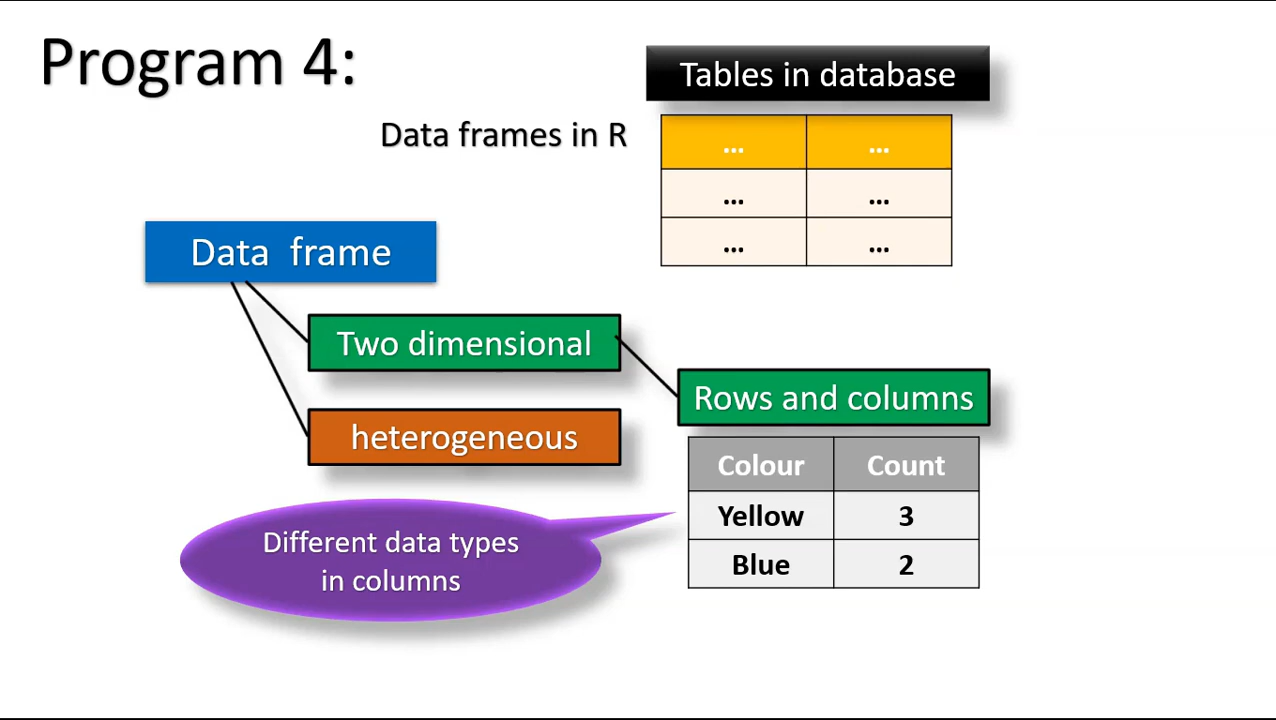 Program 4:
Tables in database
Data frames in R
... ...
... ...
... ...
Data frame
Two dimensional
Rows and columns
heterogeneous
Colour Count
Yellow 3
Blue 2
Different data types
in columns